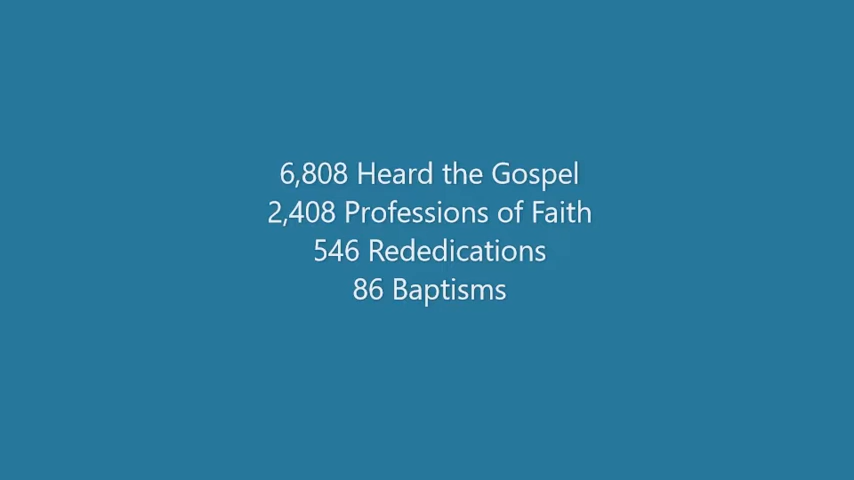 6,808 Heard the Gospel
2,408 Professions of Faith
546 Rededications
86 Baptisms